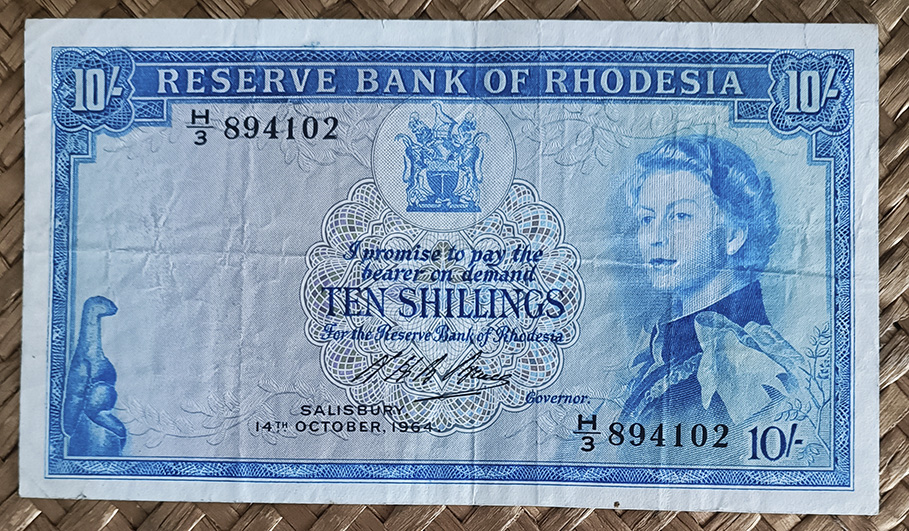 10/- RESERVE BANK OF RHODESIA 10/-
H/3 894102
I promise to pay the
bearer on demand
TEN SHILLINGS
For the Reserve Bank of Rhodesia
Governor.
SALISBURY
14TH OCTOBER, 1964
H/3 894102 10/-